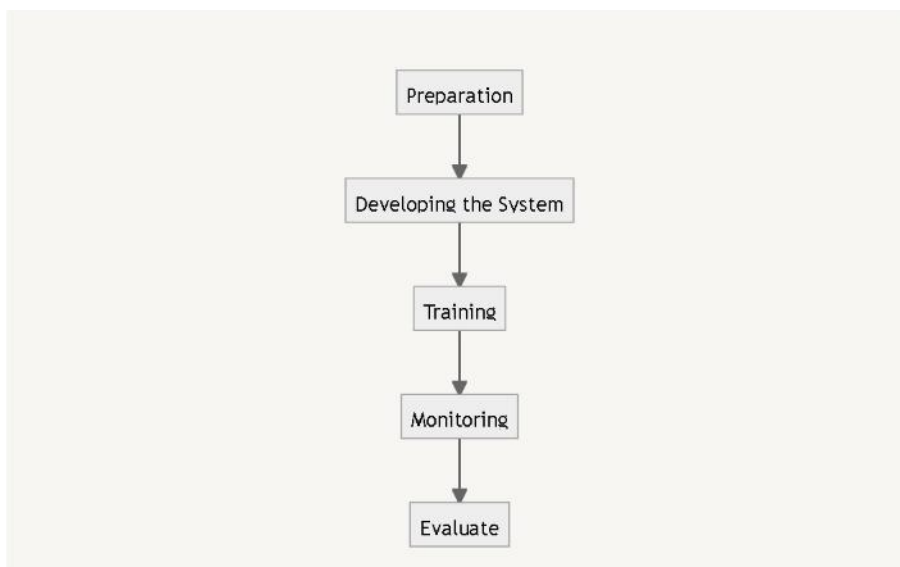 Preparation
Developing the System
Training
Monitoring
Evaluate